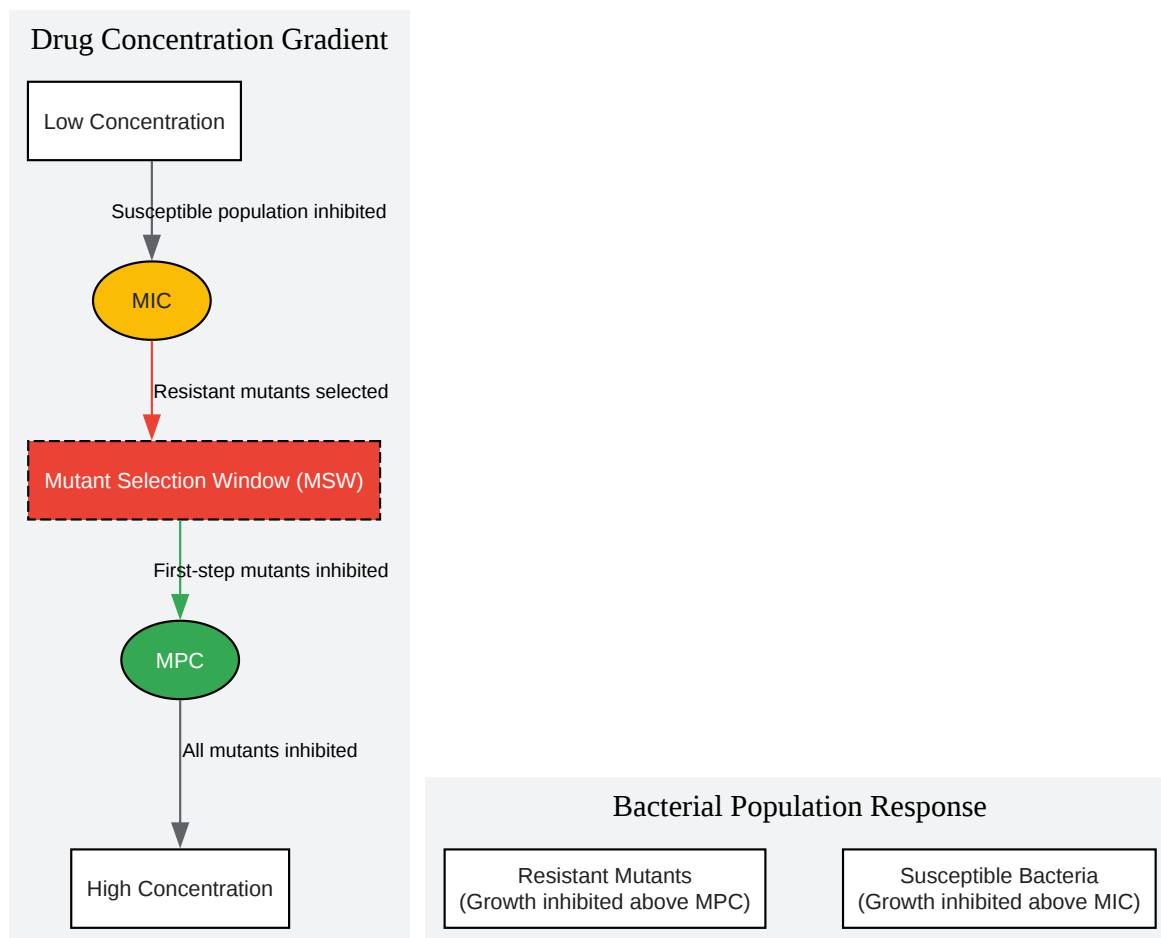 Drug Concentration Gradient
Low Concentration
Susceptible population inhibited
MIC
Resistant mutants selected
Mutant Selection Window (MSW)
First-step mutants inhibited
MPC
All mutants inhibited
High Concentration
Bacterial Population Response
Resistant Mutants
(Growth inhibited above MPC)
Susceptible Bacteria
(Growth inhibited above MIC)